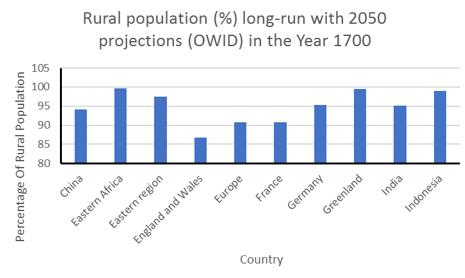 Rural population (%) long-run with 2050
projections (OWID) in the Year 1700
Percentage Of Rural Population
105
100
95
90
85
80
China
Eastern Africa
Eastern region
England and Wales
Europe
France
Germany
Greenland
India
Indonesia
Country